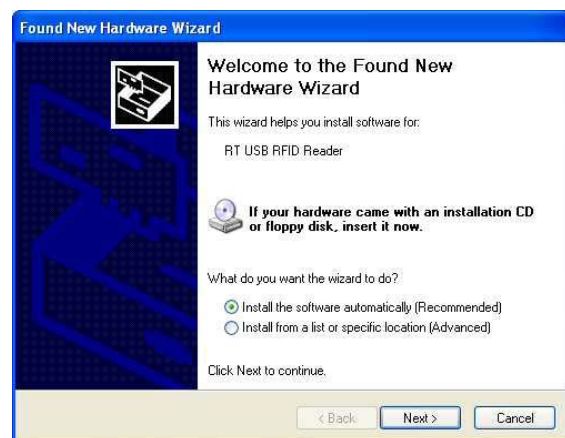 Found New Hardware Wizard
Welcome to the Found New
Hardware Wizard
This wizard helps you install software for:
RT USB RFID Reader
If your hardware came with an installation CD
or floppy disk, insert it now.
What do you want the wizard to do?
Install the software automatically (Recommended)
Install from a list or specific location (Advanced)
Click Next to continue.
< Back
Next >
Cancel